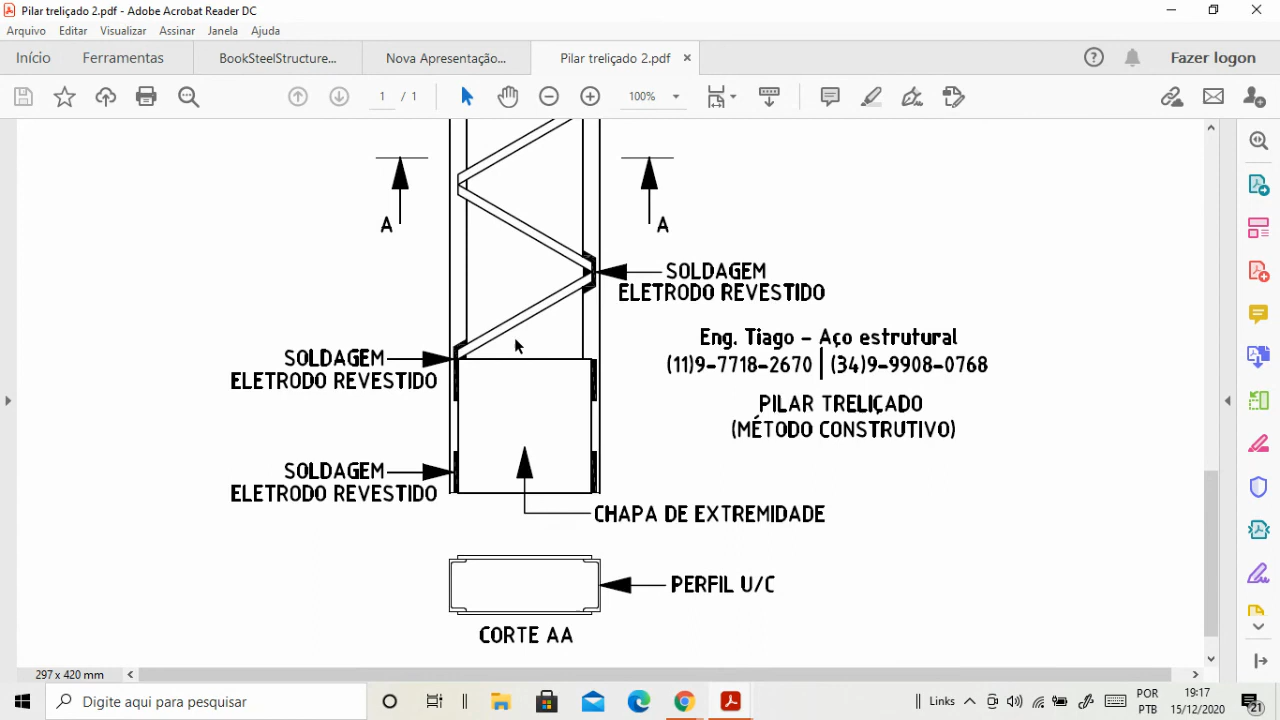 Pilar treliçado 2.pdf - Adobe Acrobat Reader DC
Arquivo Editar Visualizar Assinar Janela Ajuda
Início Ferramentas BookSteelStructure... Nova Apresentação... Pilar treliçado 2.pdf Fazer logon
1 / 1 100%
A A
SOLDAGEM
ELETRODO REVESTIDO
Eng. Tiago - Aço estrutural
(11)9-7718-2670 | (34)9-9908-0768
SOLDAGEM
ELETRODO REVESTIDO
PILAR TRELIÇADO
(MÉTODO CONSTRUTIVO)
SOLDAGEM
ELETRODO REVESTIDO
CHAPA DE EXTREMIDADE
PERFIL U/C
CORTE AA
297 x 420 mm
Digite aqui para pesquisar
Links
POR
PTB
19:17
15/12/2020
21